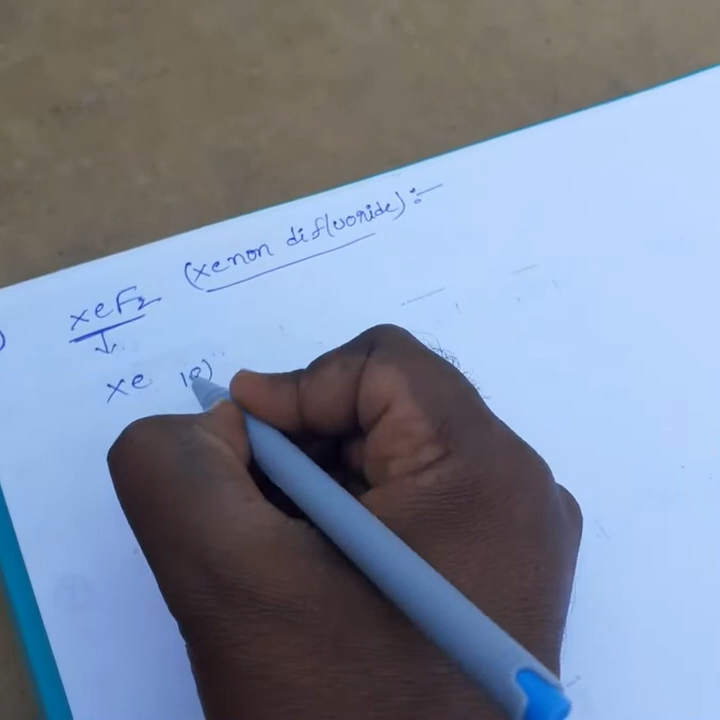 xeF₂ (xenon difluoride) :-
xe